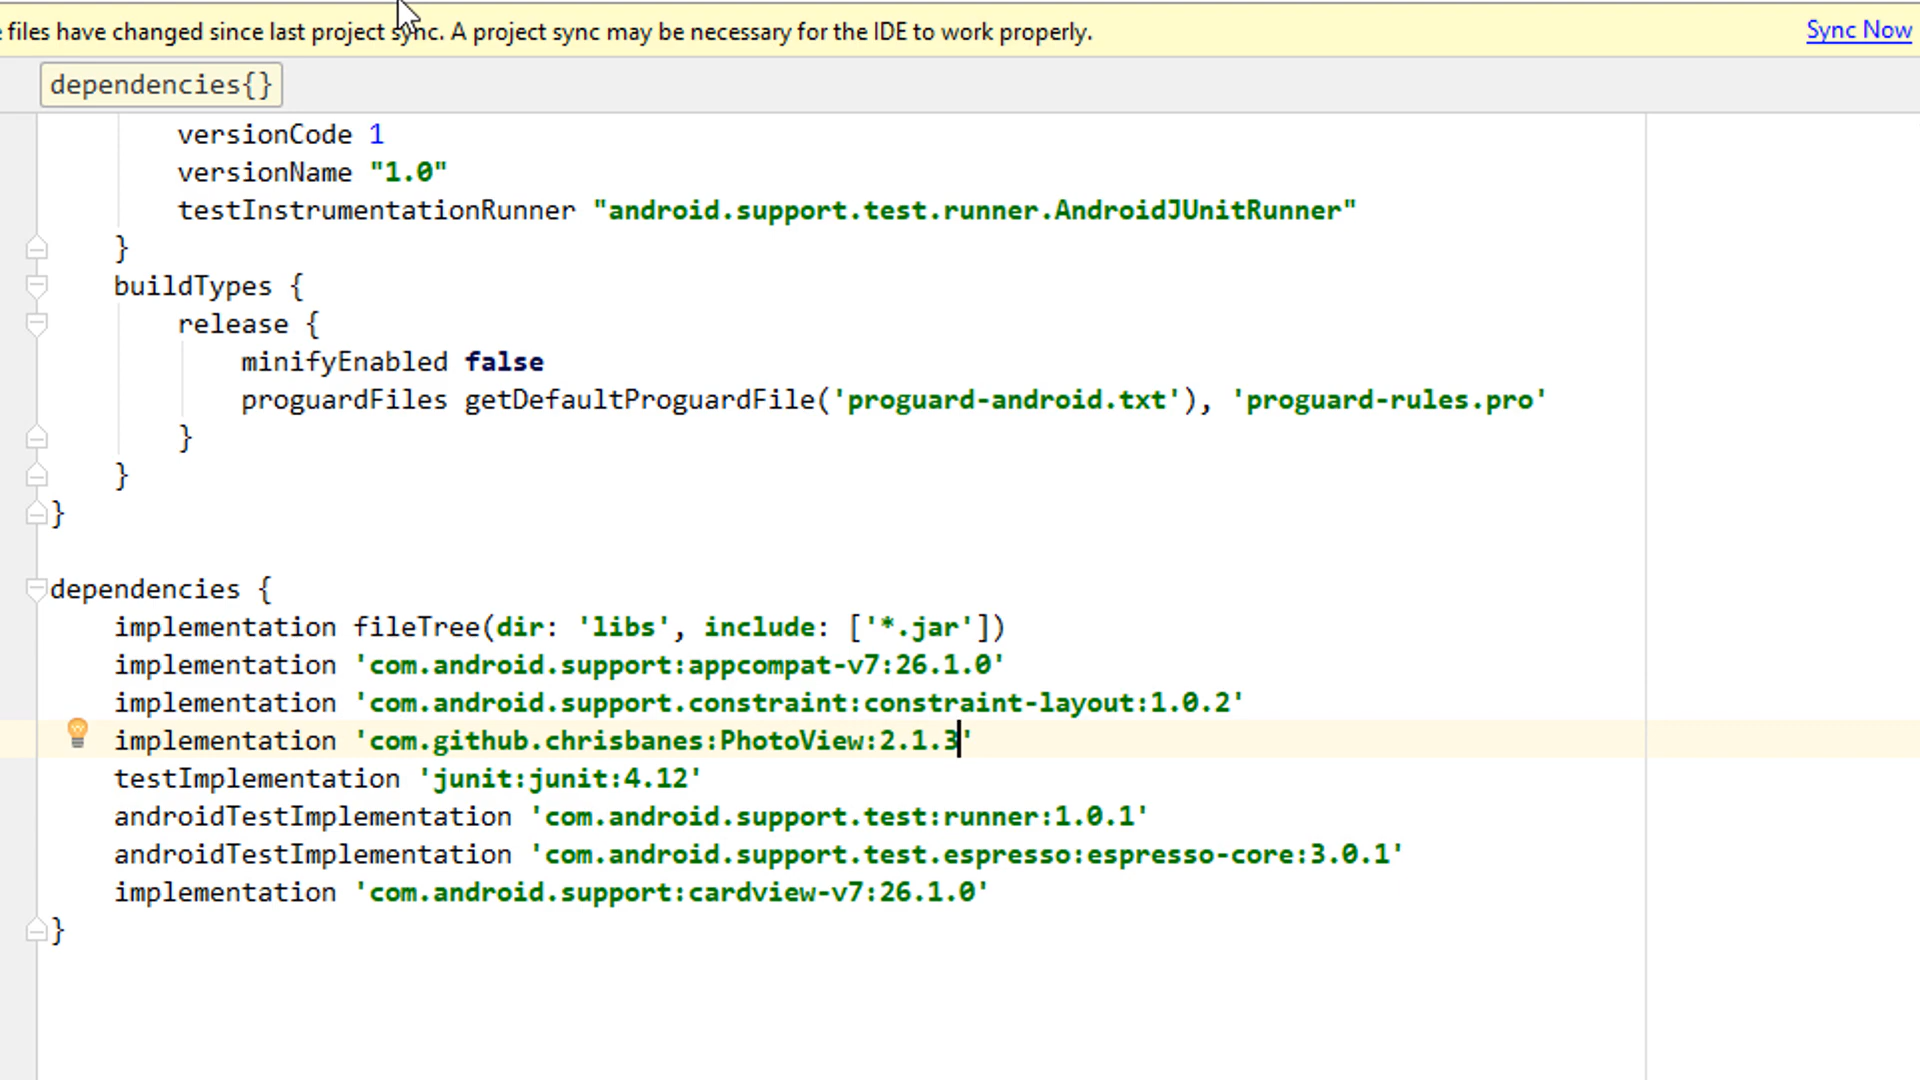 files have changed since last project sync. A project sync may be necessary for the IDE to work properly. Sync Now
dependencies{}
versionCode 1
versionName "1.0"
testInstrumentationRunner "android.support.test.runner.AndroidJUnitRunner"
}
buildTypes {
release {
minifyEnabled false
proguardFiles getDefaultProguardFile('proguard-android.txt'), 'proguard-rules.pro'
}
}
}
dependencies {
implementation fileTree(dir: 'libs', include: ['*.jar'])
implementation 'com.android.support:appcompat-v7:26.1.0'
implementation 'com.android.support.constraint:constraint-layout:1.0.2'
implementation 'com.github.chrisbanes:PhotoView:2.1.3'
testImplementation 'junit:junit:4.12'
androidTestImplementation 'com.android.support.test:runner:1.0.1'
androidTestImplementation 'com.android.support.test.espresso:espresso-core:3.0.1'
implementation 'com.android.support:cardview-v7:26.1.0'
}